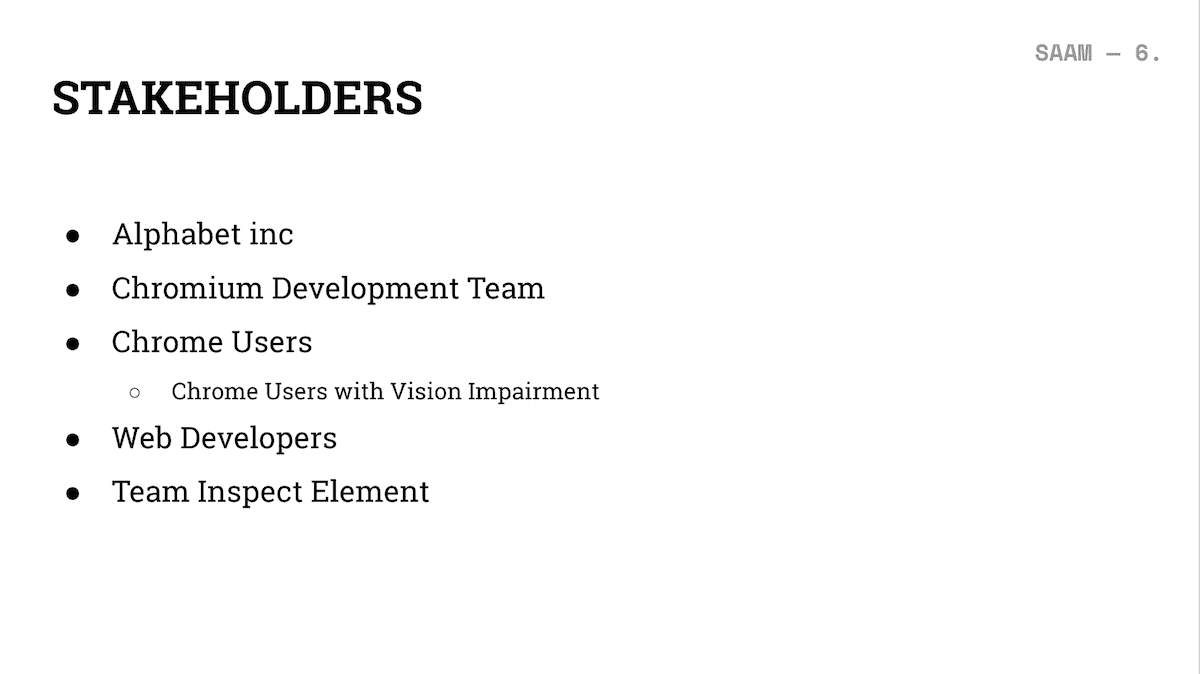 SAAM — 6.
STAKEHOLDERS
● Alphabet inc
● Chromium Development Team
● Chrome Users
○ Chrome Users with Vision Impairment
● Web Developers
● Team Inspect Element